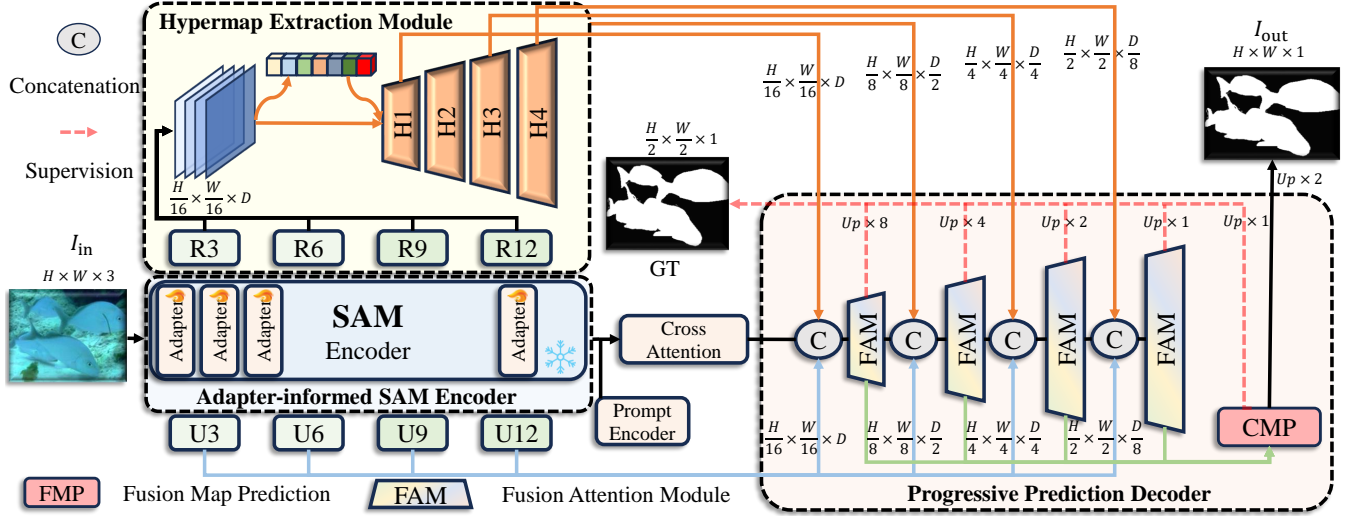 Hypermap Extraction Module
C
Concatenation
Supervision
H/16 × W/16 × D
H1
H2
H3
H4
R3
R6
R9
R12
I_in
H × W × 3
Adapter
Adapter
Adapter
SAM
Encoder
Adapter
Adapter-informed SAM Encoder
U3
U6
U9
U12
Cross
Attention
Prompt
Encoder
H/2 × W/2 × 1
GT
H/16 × W/16 × D
H/8 × W/8 × D/2
H/4 × W/4 × D/4
H/2 × W/2 × D/8
I_out
H × W × 1
Up × 2
Up × 8
Up × 4
Up × 2
Up × 1
Up × 1
C
FAM
C
FAM
C
FAM
C
FAM
H/16 × W/16 × D
H/8 × W/8 × D/2
H/4 × W/4 × D/4
H/2 × W/2 × D/8
CMP
Progressive Prediction Decoder
FMP
Fusion Map Prediction
FAM
Fusion Attention Module